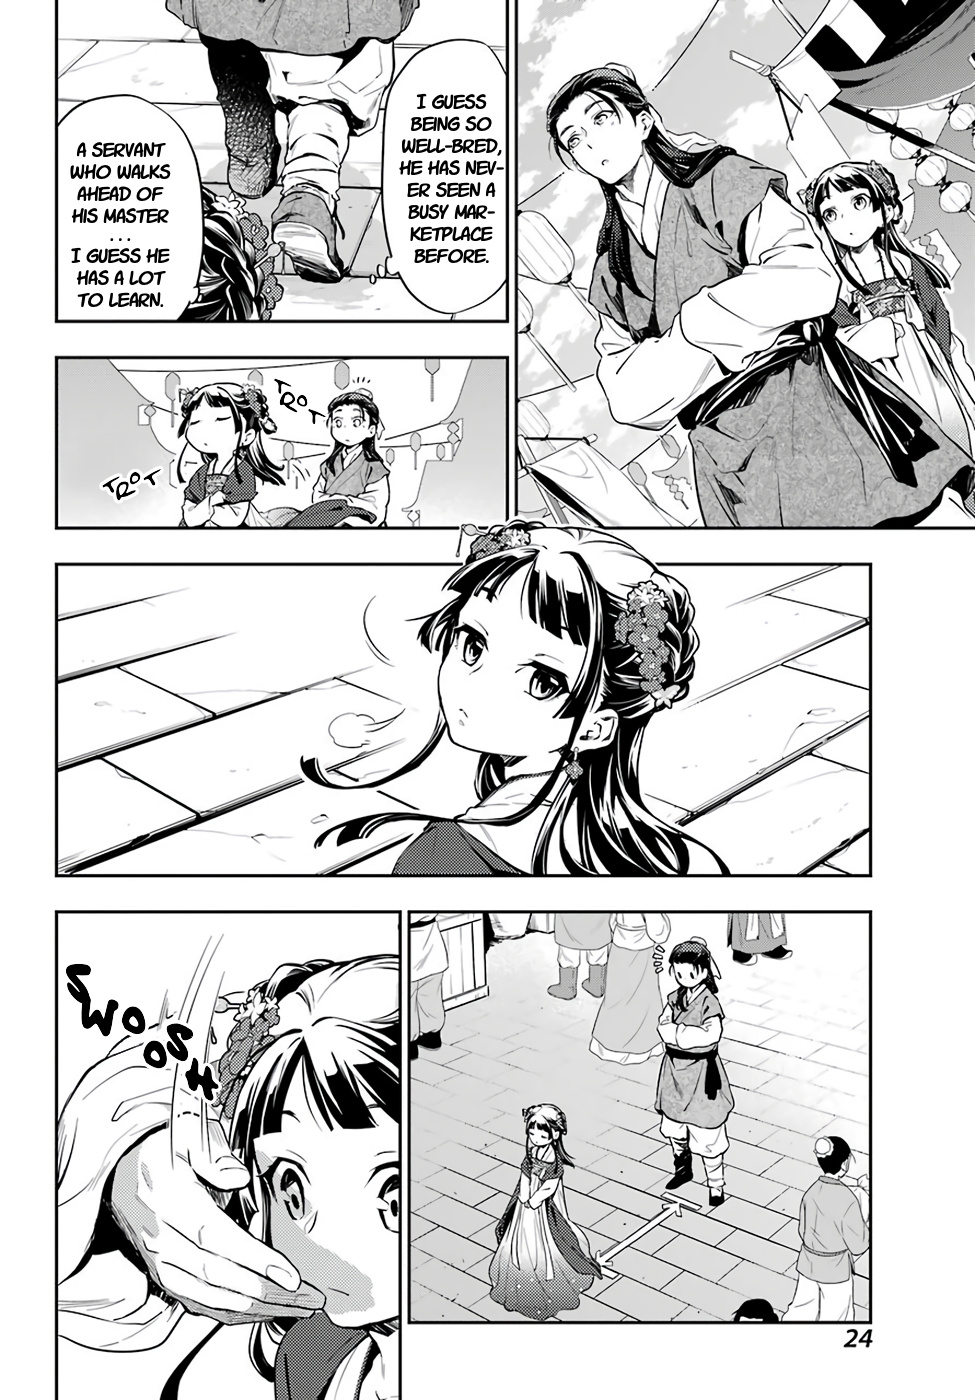 I GUESS
BEING SO
WELL-BRED,
HE HAS NEV-
ER SEEN A
BUSY MAR-
KETPLACE
BEFORE.
A SERVANT
WHO WALKS
AHEAD OF
HIS MASTER
...
I GUESS HE
HAS A LOT
TO LEARN.
TROT
TROT
SWOOSH
24